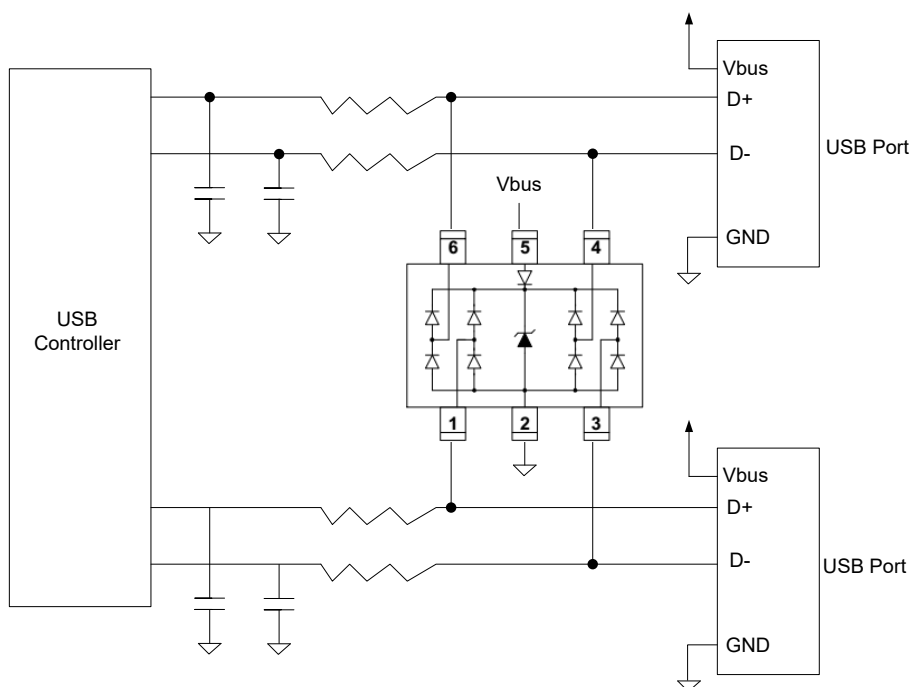 Vbus
D+
D-
USB Port
GND
USB
Controller
Vbus
6
5
4
1
2
3
Vbus
D+
D-
USB Port
GND